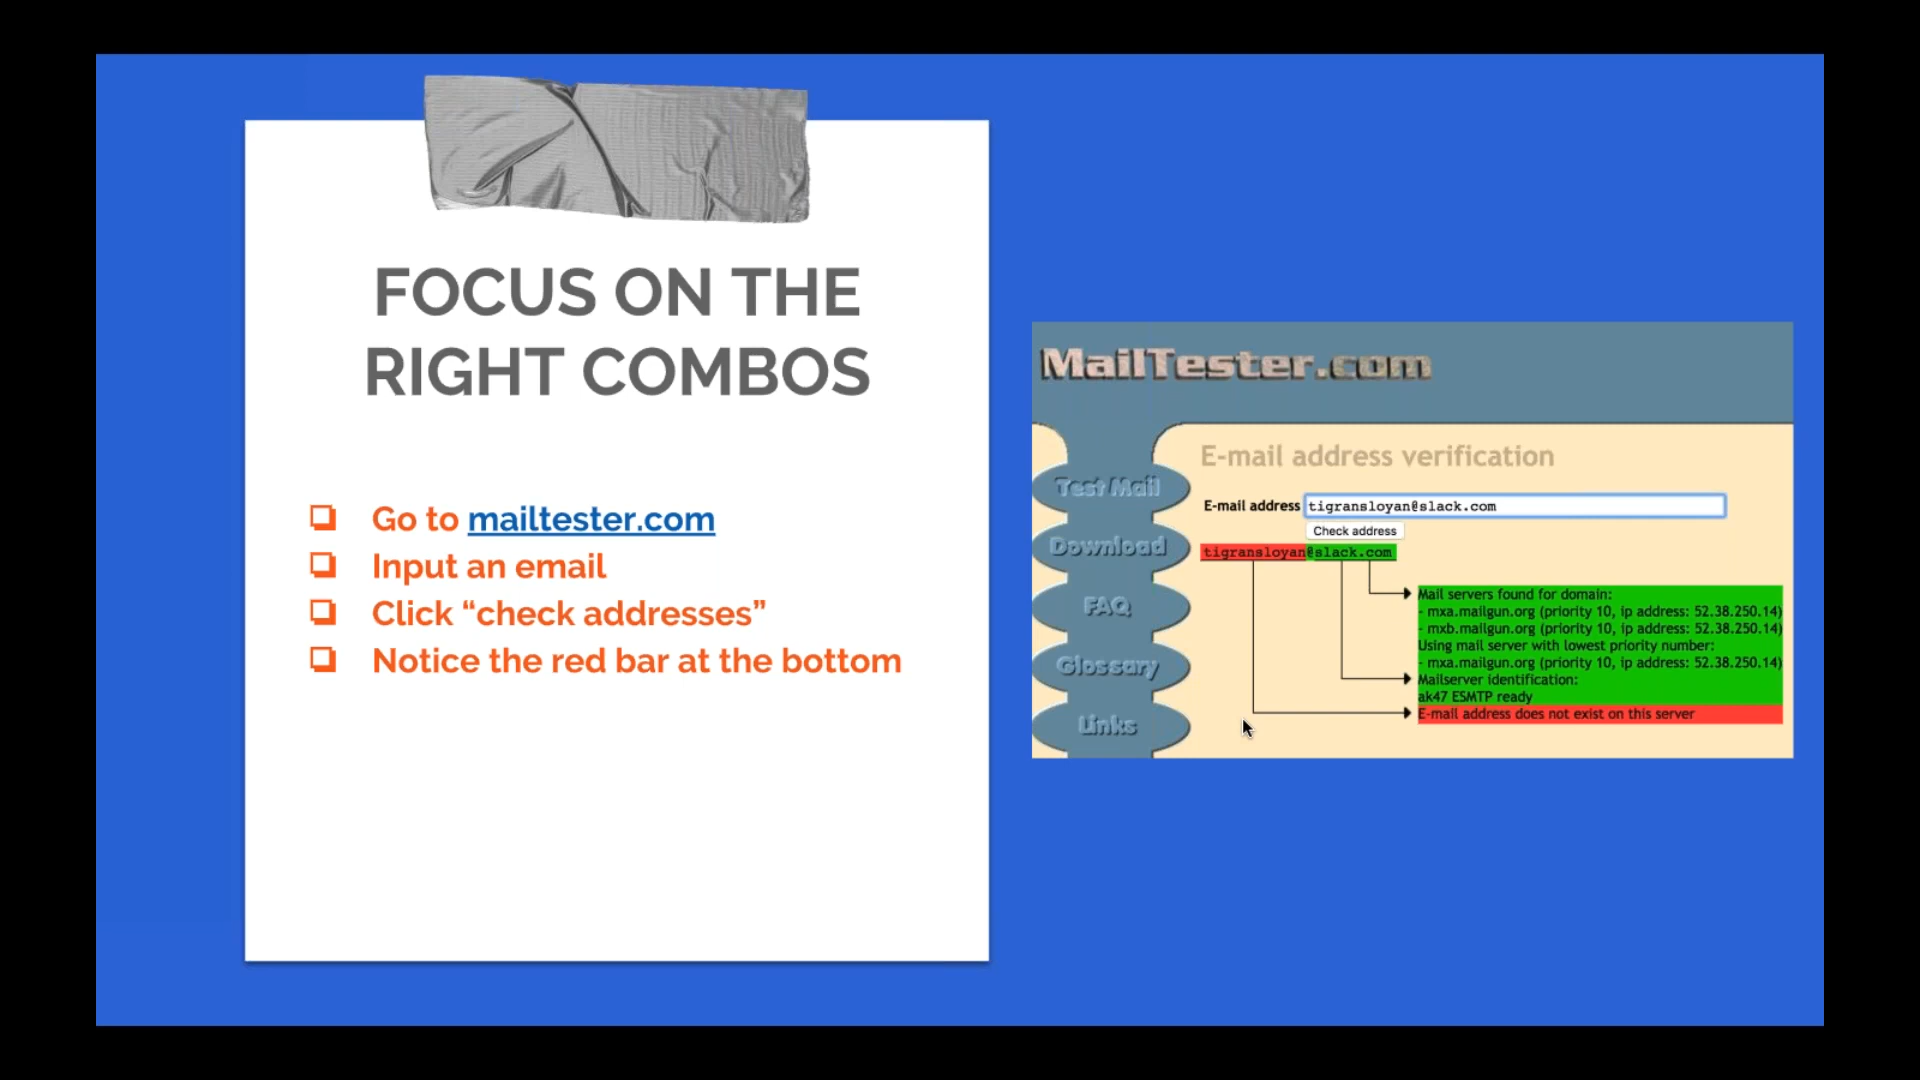 FOCUS ON THE
RIGHT COMBOS
Go to mailtester.com
Input an email
Click “check addresses”
Notice the red bar at the bottom
MailTester.com
Test Mail
Download
FAQ
Glossary
Links
E-mail address verification
E-mail address tigransloyan@slack.com
Check address
tigransloyan@slack.com
Mail servers found for domain:
- mxa.mailgun.org (priority 10, ip address: 52.38.250.14)
- mxb.mailgun.org (priority 10, ip address: 52.38.250.14)
Using mail server with lowest priority number:
- mxa.mailgun.org (priority 10, ip address: 52.38.250.14)
Mailserver identification:
ak47 ESMTP ready
E-mail address does not exist on this server